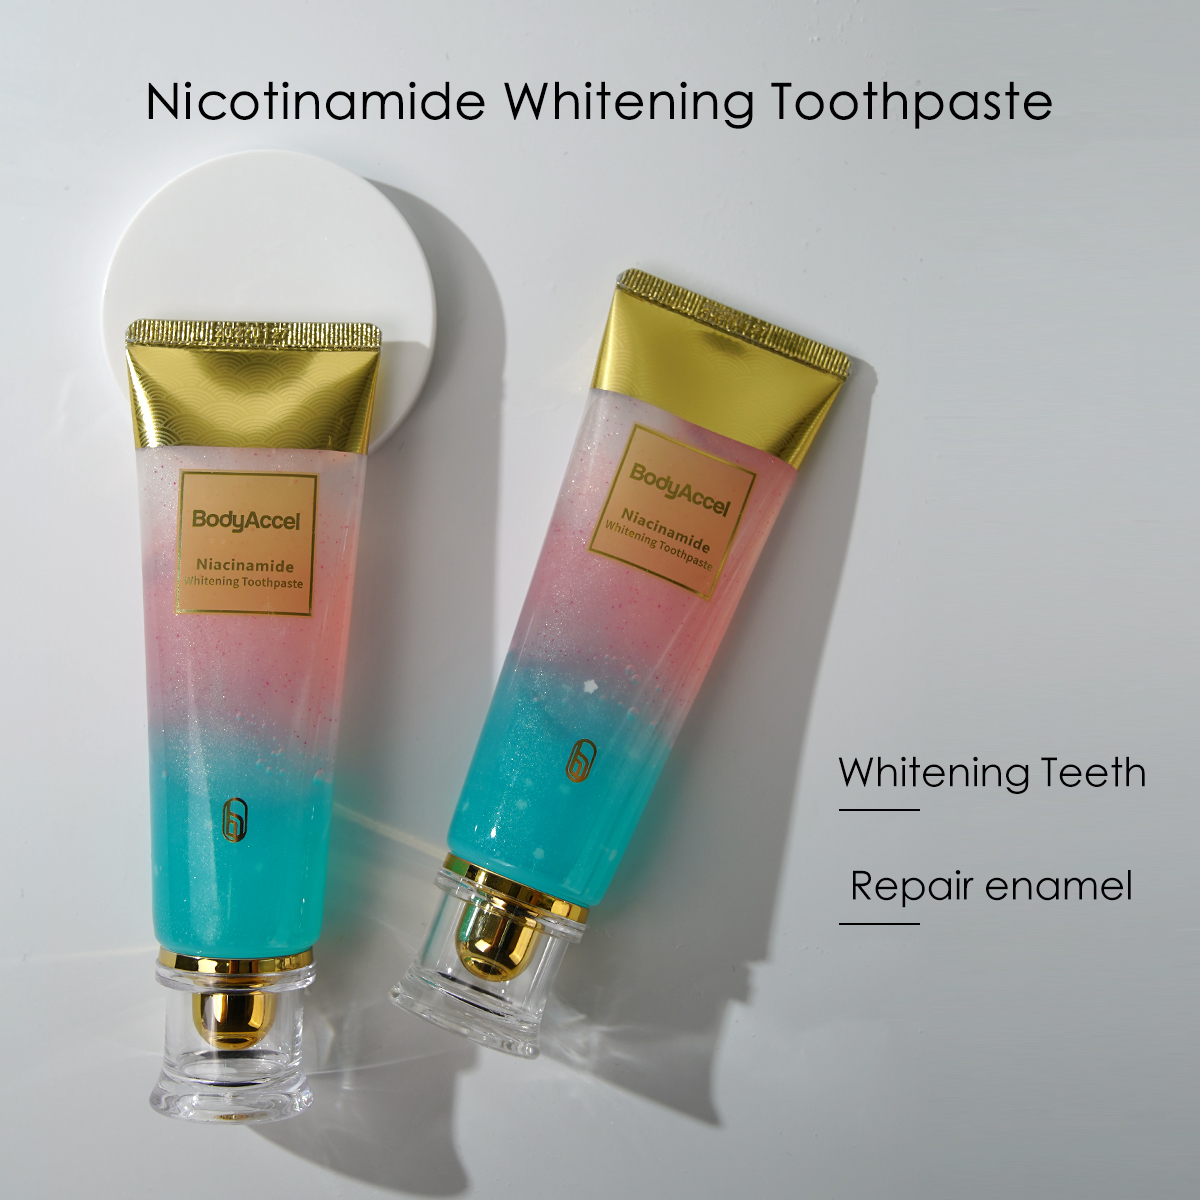 Nicotinamide Whitening Toothpaste
BodyAccel
Niacinamide
Whitening Toothpaste
BodyAccel
Niacinamide
Whitening Toothpaste
Whitening Teeth
Repair enamel